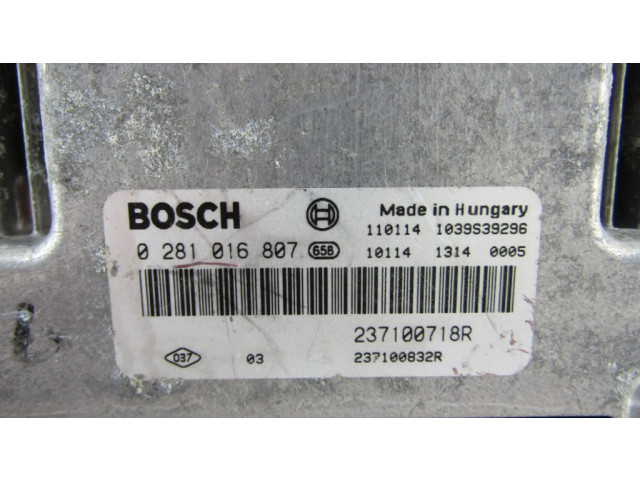 BOSCH Made in Hungary
110114 1039S39296
0 281 016 807 658 10114 1314 0005
237100718R
037 03 237100832R